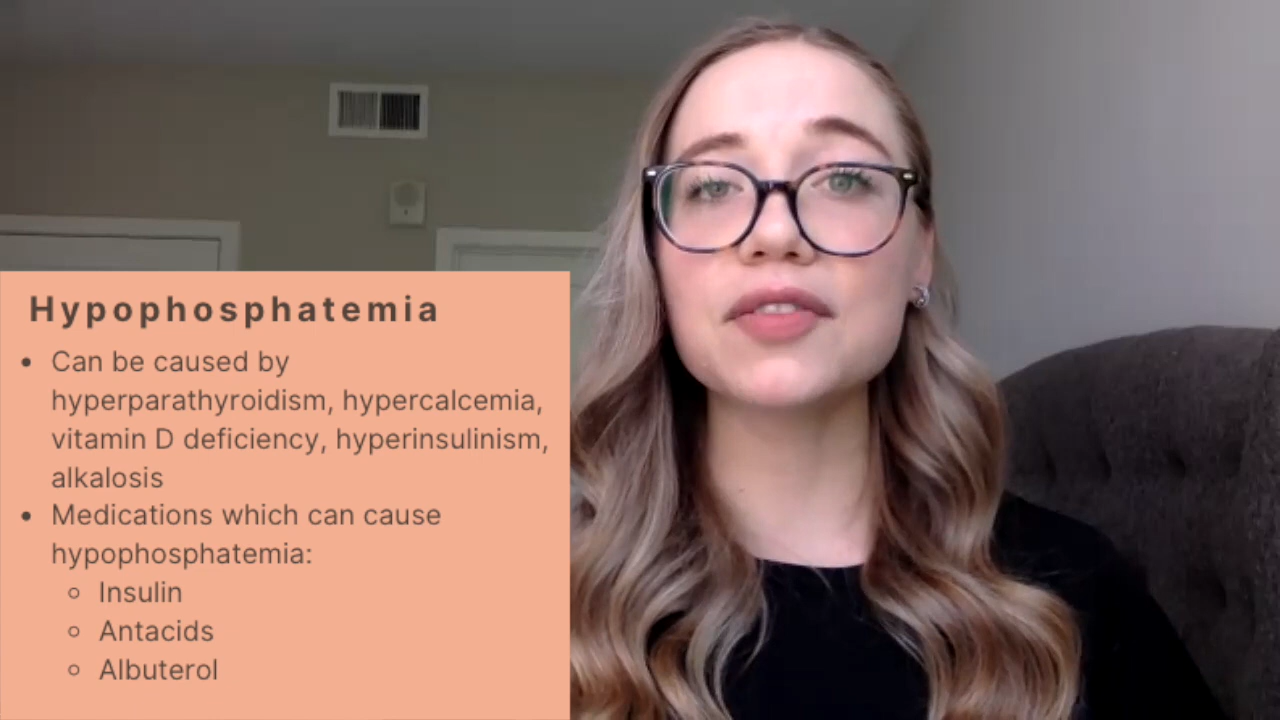 Hypophosphatemia
• Can be caused by
hyperparathyroidism, hypercalcemia,
vitamin D deficiency, hyperinsulinism,
alkalosis
• Medications which can cause
hypophosphatemia:
◦ Insulin
◦ Antacids
◦ Albuterol